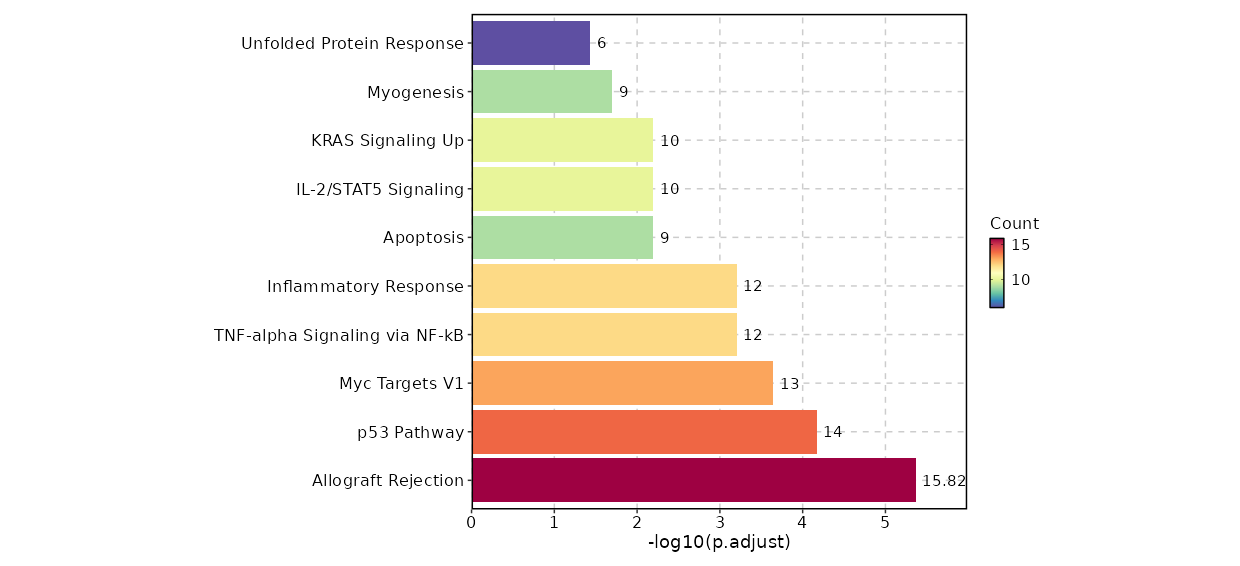 Unfolded Protein Response 6
Myogenesis 9
KRAS Signaling Up 10
IL-2/STAT5 Signaling 10
Apoptosis 9
Inflammatory Response 12
TNF-alpha Signaling via NF-kB 12
Myc Targets V1 13
p53 Pathway 14
Allograft Rejection 15.82
0 1 2 3 4 5
-log10(p.adjust)
Count
15
10